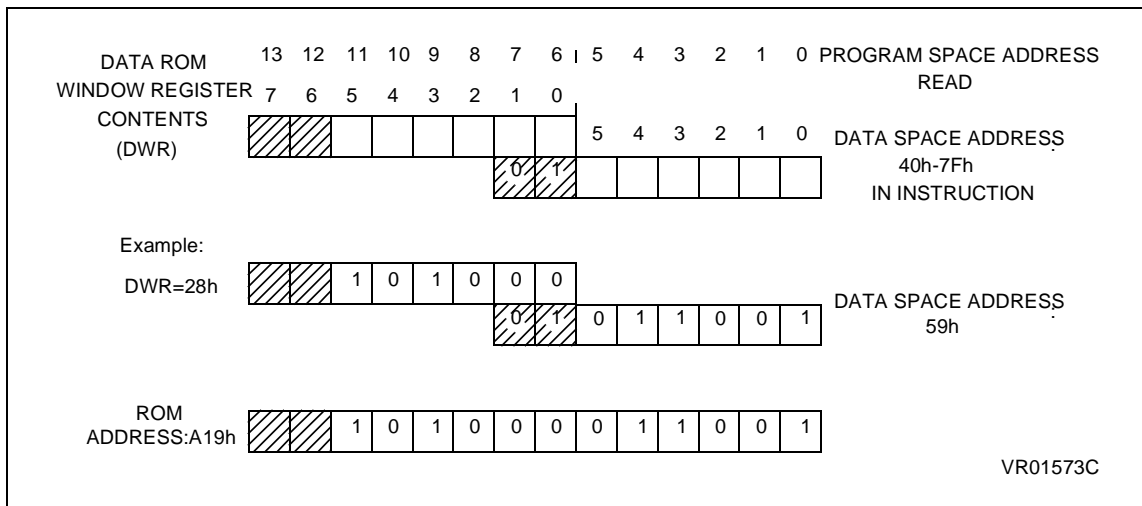 DATA ROM
WINDOW REGISTER
CONTENTS
(DWR)
13 12 11 10 9 8 7 6 5 4 3 2 1 0
PROGRAM SPACE ADDRESS
READ
7 6 5 4 3 2 1 0
5 4 3 2 1 0
DATA SPACE ADDRESS
:
40h-7Fh
IN INSTRUCTION
0 1
Example:
DWR=28h
1 0 1 0 0 0
0 1 0 1 1 0 0 1
DATA SPACE ADDRESS
:
59h
ROM
ADDRESS:A19h
1 0 1 0 0 0 0 1 1 0 0 1
VR01573C